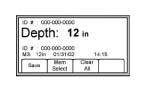 ID #: 000-000-0000
Depth: 12 in
ID #: 000-000-0000
M3 12in 01/31/02 14:15
Save Mem Select Clear All